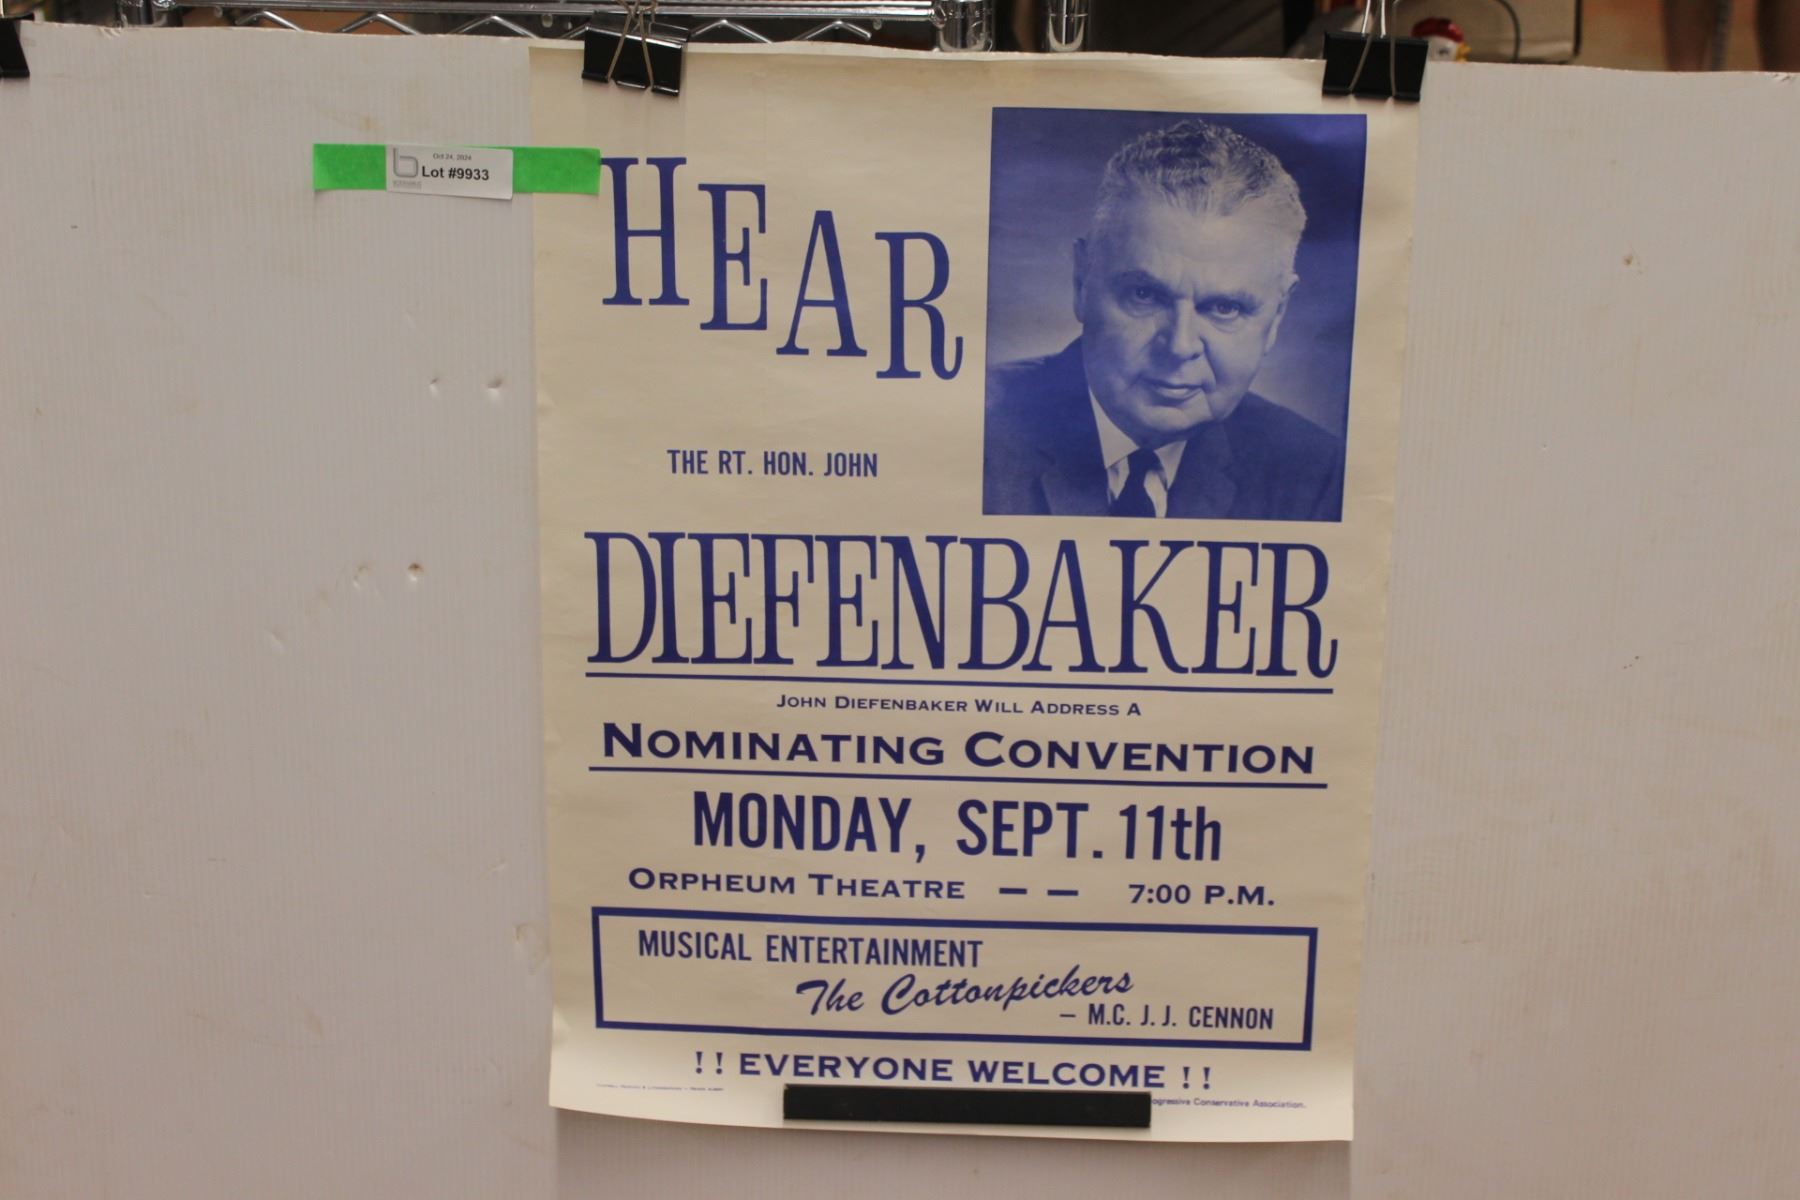 Oct 24, 2024
Lot #9933
HEAR
THE RT. HON. JOHN
DIEFENBAKER
JOHN DIEFENBAKER WILL ADDRESS A
NOMINATING CONVENTION
MONDAY, SEPT. 11th
ORPHEUM THEATRE — — 7:00 P.M.
MUSICAL ENTERTAINMENT
The Cottonpickers
– M.C. J. J. CENNON
!! EVERYONE WELCOME !!
Conservative Association.